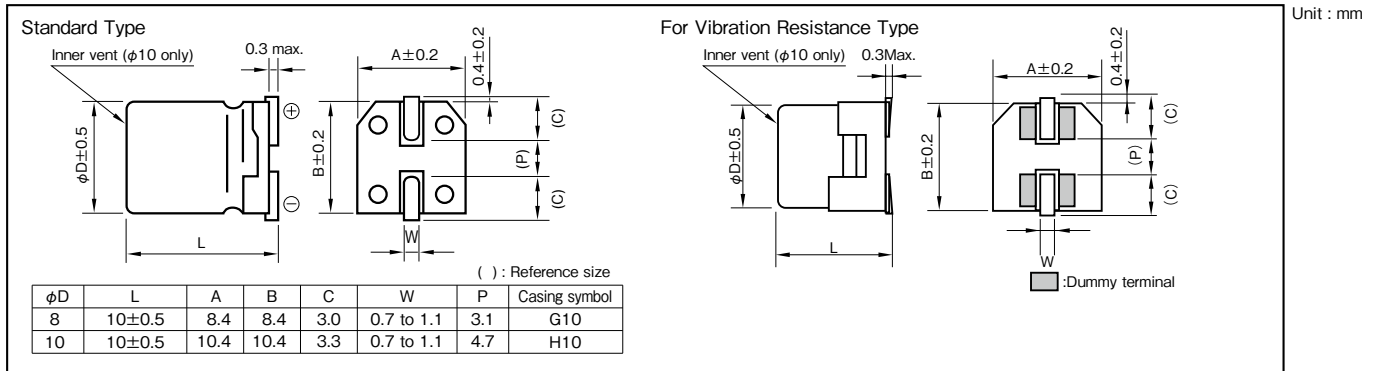 Unit : mm
Standard Type
Inner vent (φ10 only)
0.3 max.
A±0.2
0.4±0.2
φD±0.5
⊕
⊖
L
B±0.2
(C)
(P)
(C)
W
( ) : Reference size
φD L A B C W P Casing symbol
8 10±0.5 8.4 8.4 3.0 0.7 to 1.1 3.1 G10
10 10±0.5 10.4 10.4 3.3 0.7 to 1.1 4.7 H10
For Vibration Resistance Type
Inner vent (φ10 only)
0.3Max.
A±0.2
0.4±0.2
φD±0.5
L
B±0.2
(C)
(P)
(C)
W
:Dummy terminal